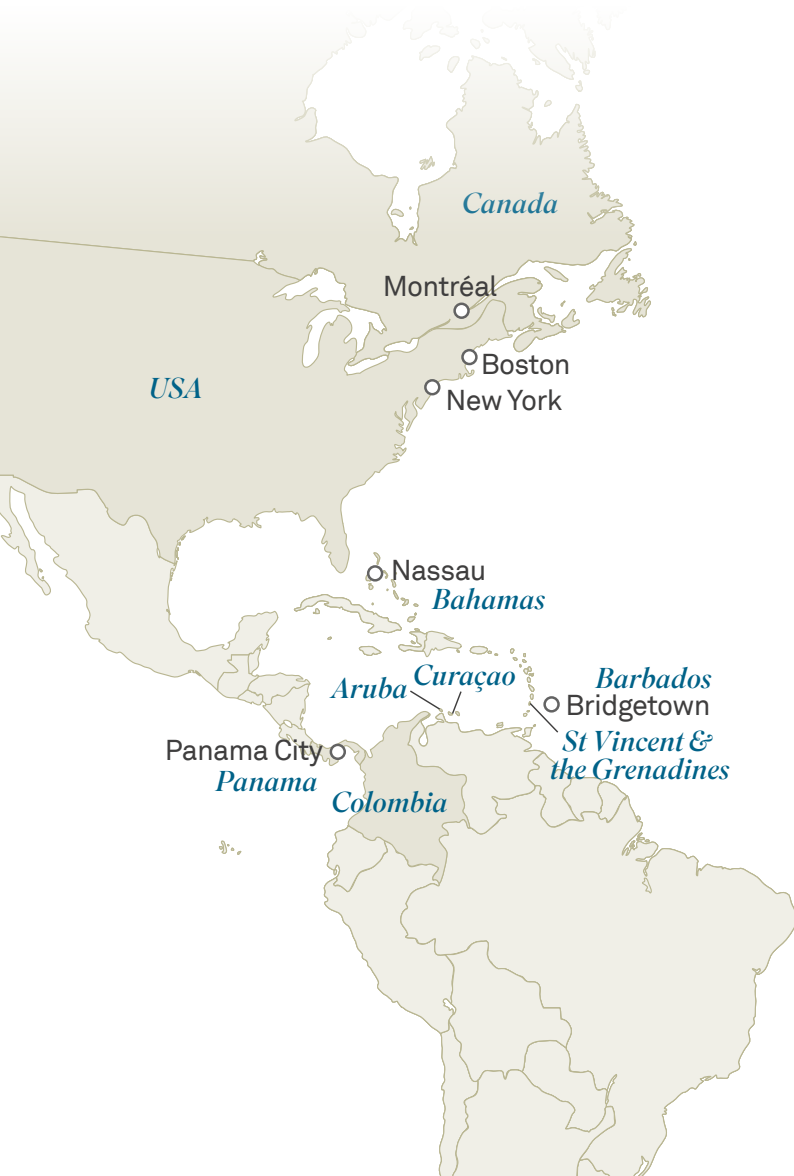 Canada
Montréal
Boston
USA
New York
Nassau
Bahamas
Curaçao
Barbados
Aruba
Bridgetown
St Vincent &
the Grenadines
Panama City
Panama
Colombia